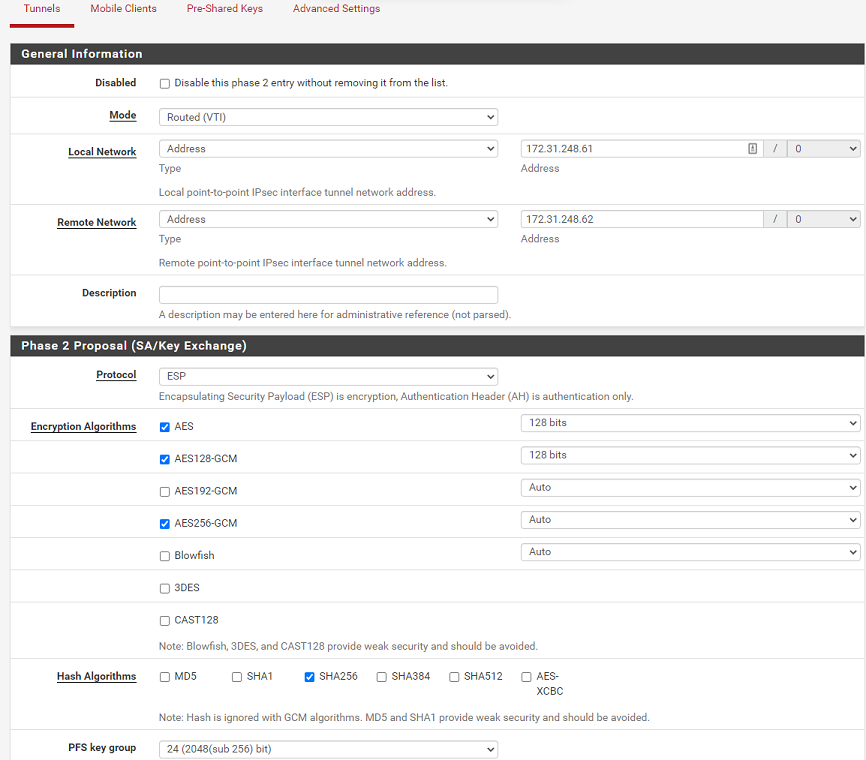 Tunnels Mobile Clients Pre-Shared Keys Advanced Settings
General Information
Disabled Disable this phase 2 entry without removing it from the list.
Mode Routed (VTI)
Local Network Address 172.31.248.61 / 0
Type Address
Local point-to-point IPsec interface tunnel network address.
Remote Network Address 172.31.248.62 / 0
Type Address
Remote point-to-point IPsec interface tunnel network address.
Description
A description may be entered here for administrative reference (not parsed).
Phase 2 Proposal (SA/Key Exchange)
Protocol ESP
Encapsulating Security Payload (ESP) is encryption, Authentication Header (AH) is authentication only.
Encryption Algorithms AES 128 bits
AES128-GCM 128 bits
AES192-GCM Auto
AES256-GCM Auto
Blowfish Auto
3DES
CAST128
Note: Blowfish, 3DES, and CAST128 provide weak security and should be avoided.
Hash Algorithms MD5 SHA1 SHA256 SHA384 SHA512 AES-
XCBC
Note: Hash is ignored with GCM algorithms. MD5 and SHA1 provide weak security and should be avoided.
PFS key group 24 (2048(sub 256) bit)